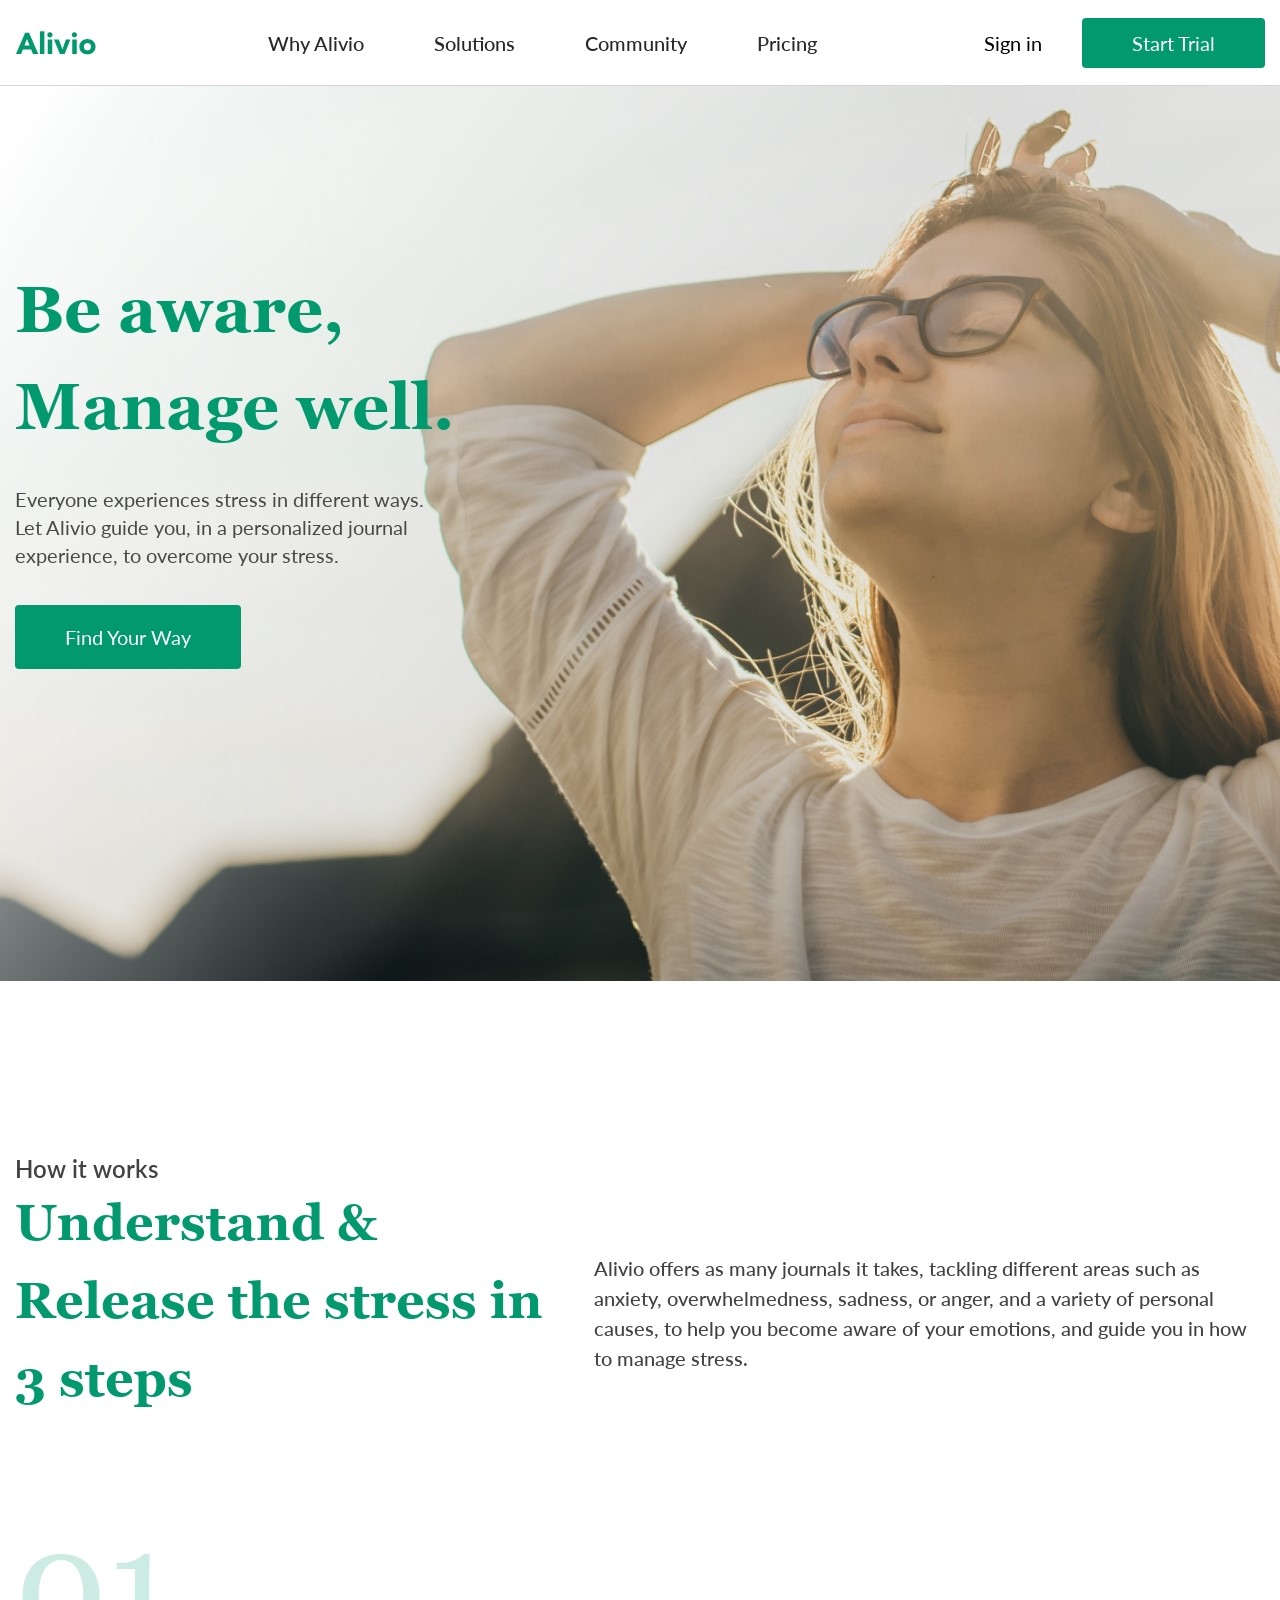 Alivio
Why Alivio
Solutions
Community
Pricing
Sign in
Start Trial
Be aware,
Manage well.
Everyone experiences stress in different ways.
Let Alivio guide you, in a personalized journal
experience, to overcome your stress.
Find Your Way
How it works
Understand &
Release the stress in
3 steps
Alivio offers as many journals it takes, tackling different areas such as
anxiety, overwhelmedness, sadness, or anger, and a variety of personal
causes, to help you become aware of your emotions, and guide you in how
to manage stress.
01